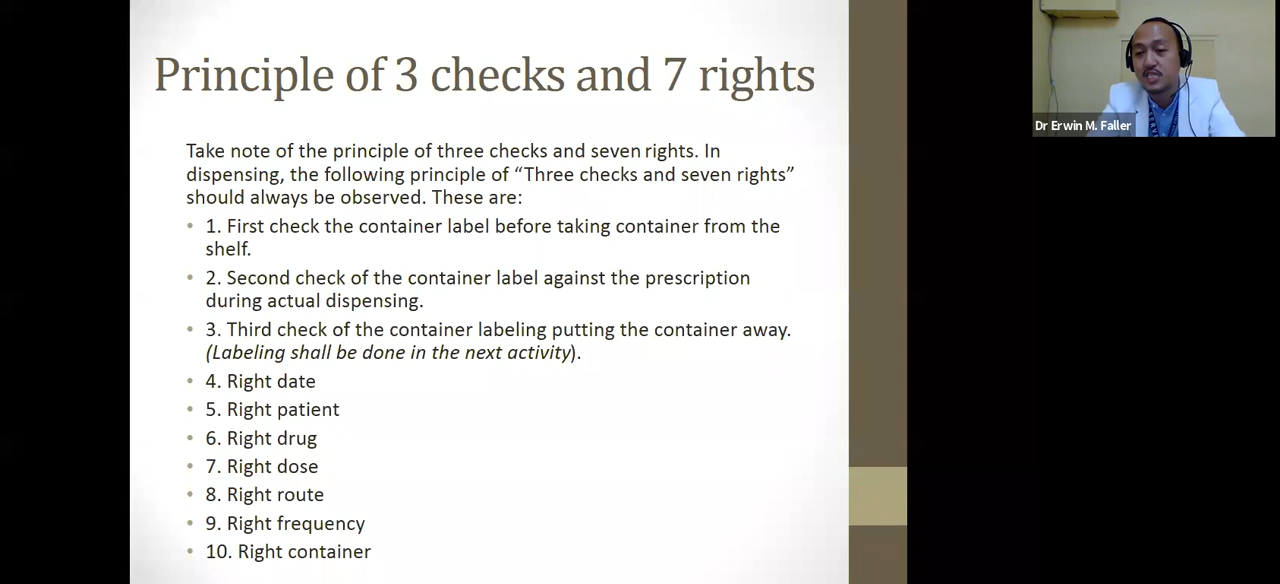 Principle of 3 checks and 7 rights
Take note of the principle of three checks and seven rights. In
dispensing, the following principle of “Three checks and seven rights”
should always be observed. These are:
• 1. First check the container label before taking container from the
shelf.
• 2. Second check of the container label against the prescription
during actual dispensing.
• 3. Third check of the container labeling putting the container away.
(Labeling shall be done in the next activity).
• 4. Right date
• 5. Right patient
• 6. Right drug
• 7. Right dose
• 8. Right route
• 9. Right frequency
• 10. Right container
Dr Erwin M. Faller